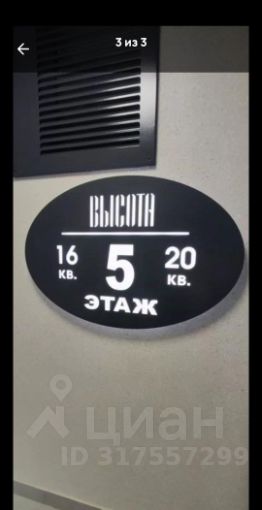 3 из 3
ВЫСОТА
16 5 20
КВ. КВ.
ЭТАЖ
циан
ID 317557299